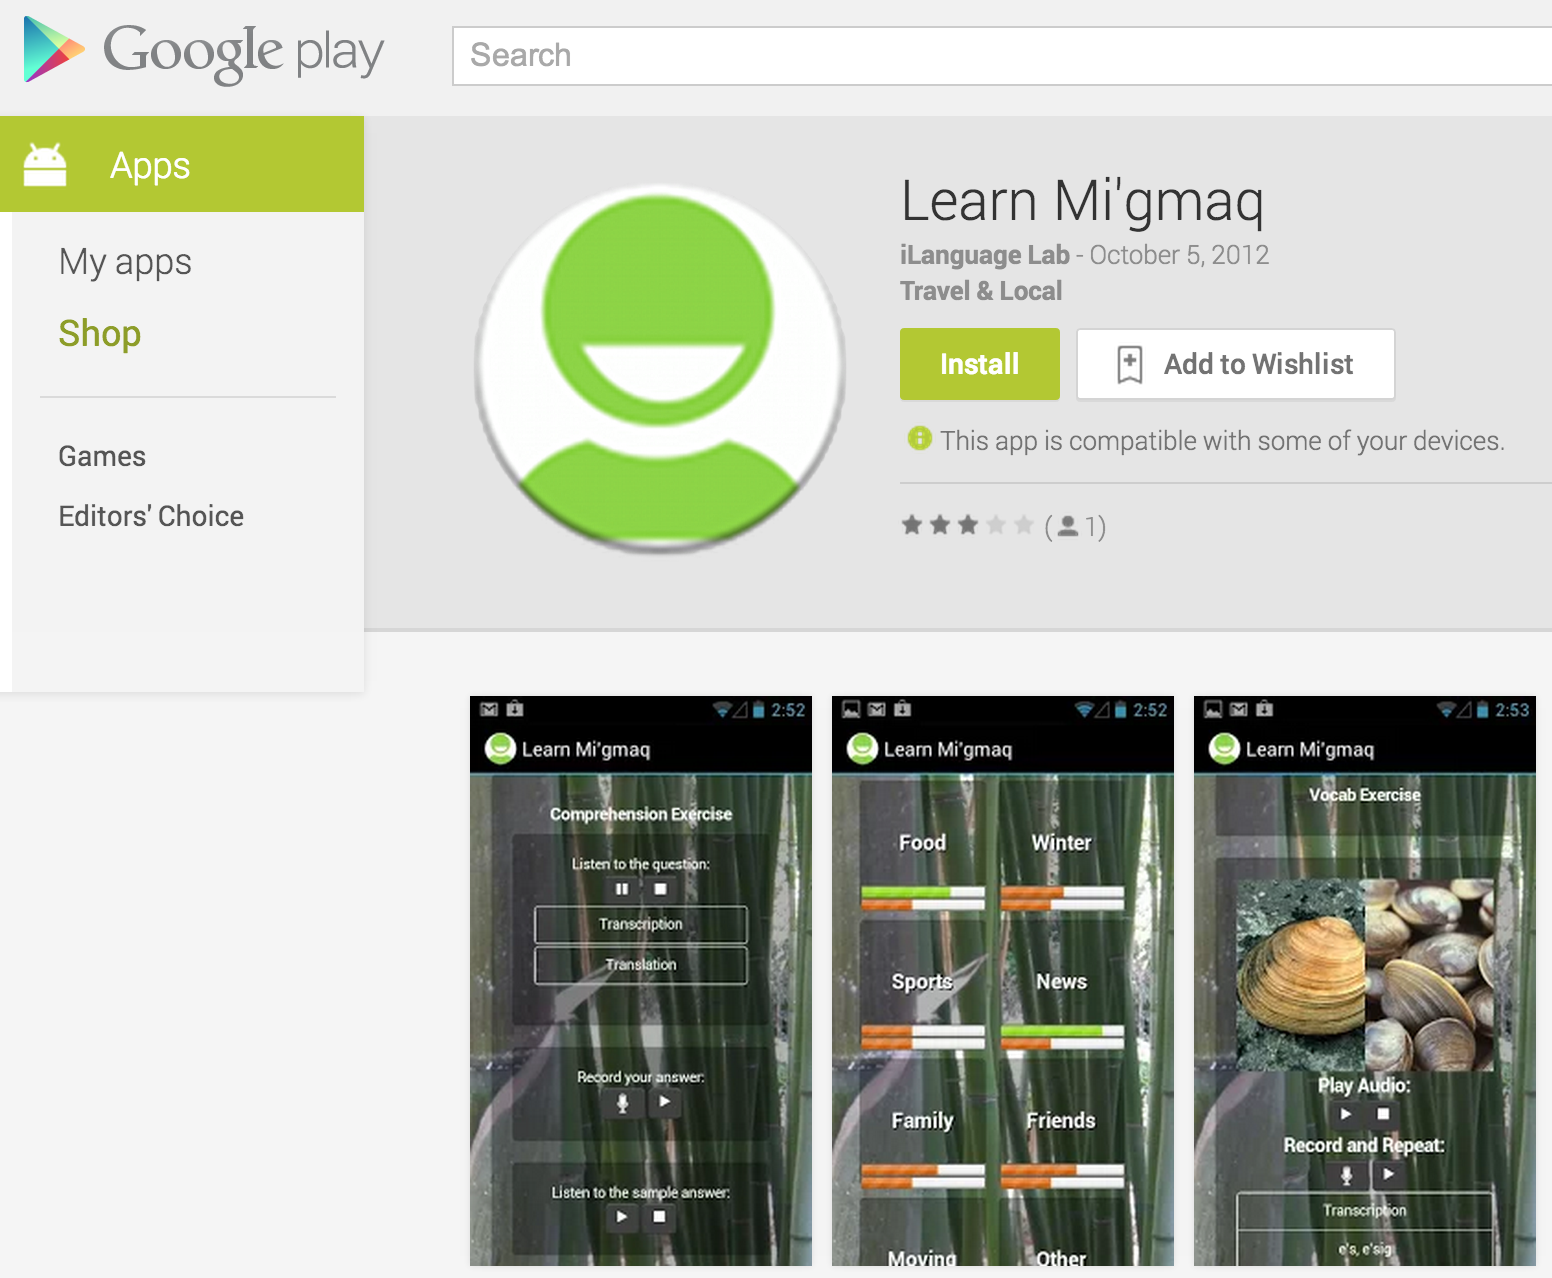 Google play
Search
Apps
My apps
Shop
Games
Editors' Choice
Learn Mi'gmaq
iLanguage Lab - October 5, 2012
Travel & Local
Install
Add to Wishlist
This app is compatible with some of your devices.
(1)
2:52
Learn Mi'gmaq
Comprehension Exercise
Listen to the question:
Transcription
Translation
Record your answer:
Listen to the sample answer:
2:52
Learn Mi'gmaq
Food Winter
Sports News
Family Friends
Moving Other
2:53
Learn Mi'gmaq
Vocab Exercise
Play Audio:
Record and Repeat:
Transcription
e's, e'sig